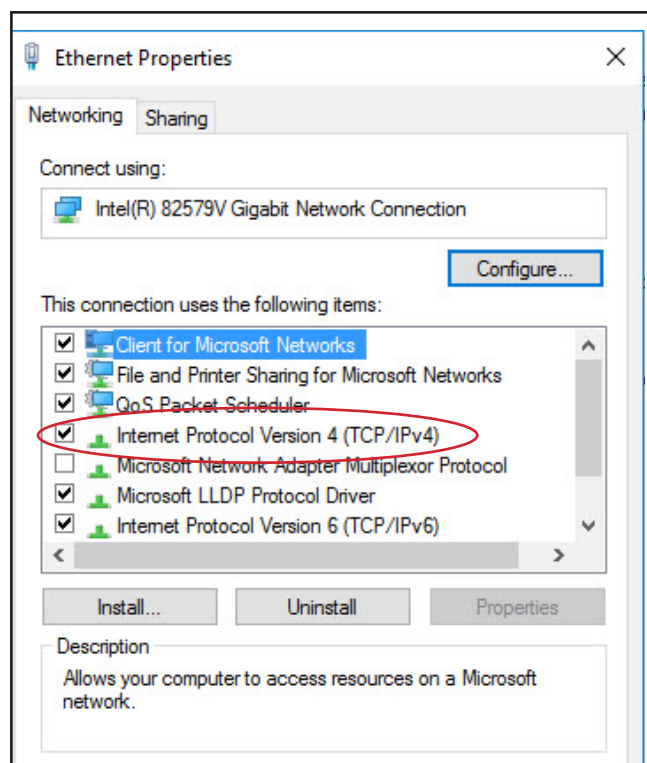 Ethernet Properties
Networking Sharing
Connect using:
Intel(R) 82579V Gigabit Network Connection
Configure...
This connection uses the following items:
Client for Microsoft Networks
File and Printer Sharing for Microsoft Networks
QoS Packet Scheduler
Internet Protocol Version 4 (TCP/IPv4)
Microsoft Network Adapter Multiplexor Protocol
Microsoft LLDP Protocol Driver
Internet Protocol Version 6 (TCP/IPv6)
Install... Uninstall Properties
Description
Allows your computer to access resources on a Microsoft
network.